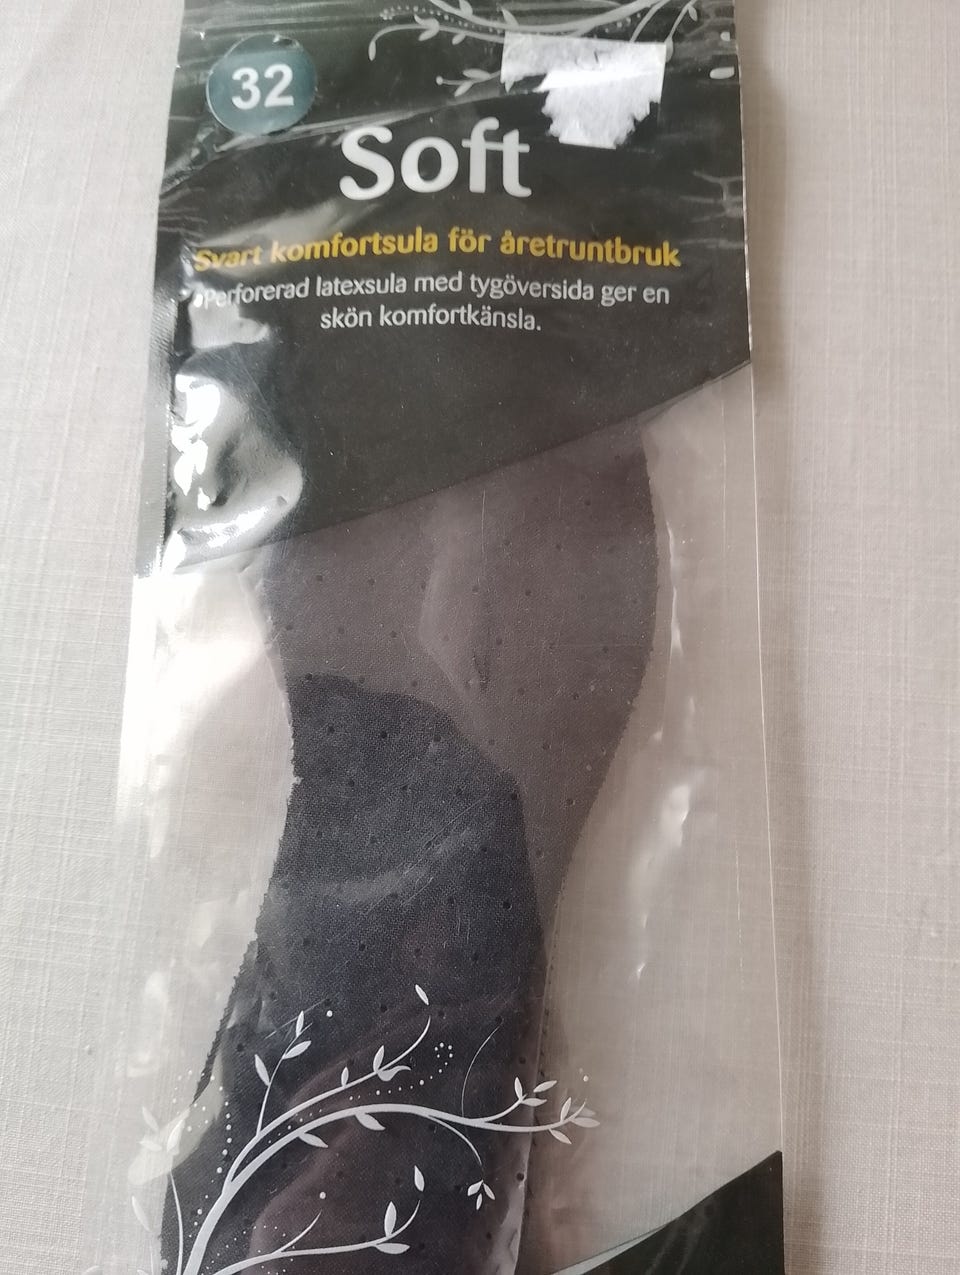 32
Soft
Svart komfortsula för åretruntbruk
Perforerad latexsula med tygöversida ger en
skön komfortkänsla.